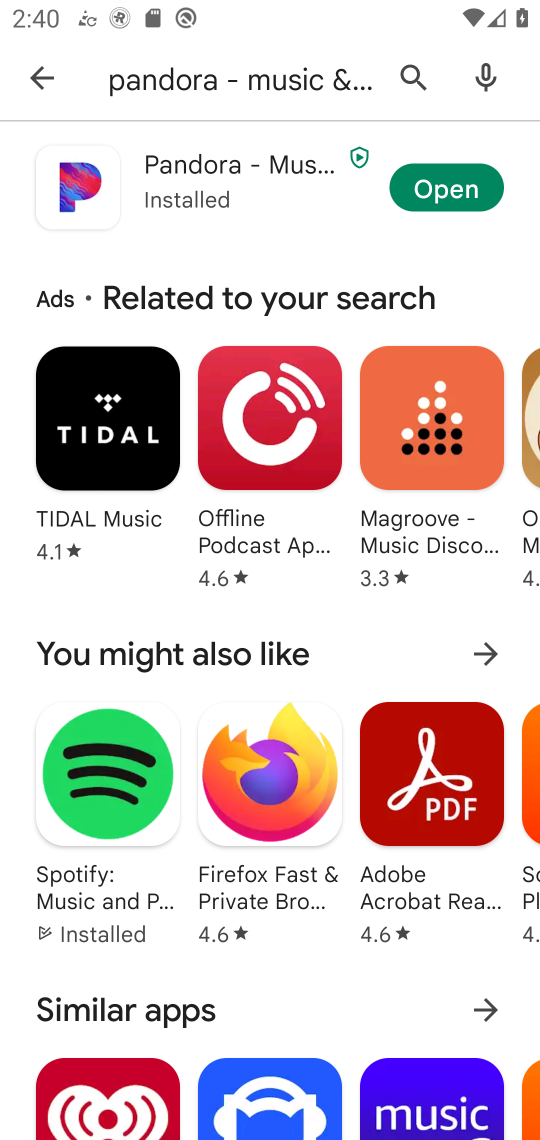 2:40
pandora - music &...
Pandora - Mus...
Installed
Open
Ads • Related to your search
TIDAL
TIDAL Music
4.1★
Offline
Podcast Ap...
4.6★
Magroove -
Music Disco...
3.3★
O
M
4.
You might also like
Spotify:
Music and P...
Installed
Firefox Fast &
Private Bro...
4.6★
PDF
Adobe
Acrobat Rea...
4.6★
Sc
Pl
4.
Similar apps
music